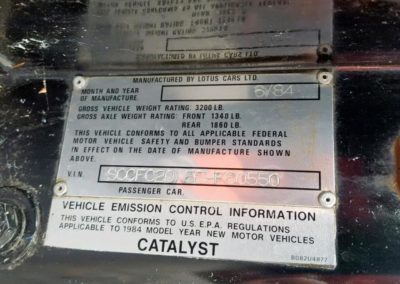 MANUFACTURED BY LOTUS CARS LTD.
MONTH AND YEAR
OF MANUFACTURE 6/84
GROSS VEHICLE WEIGHT RATING: 3200 LB.
GROSS AXLE WEIGHT RATING: FRONT 1340 LB.
REAR 1860 LB.
THIS VEHICLE CONFORMS TO ALL APPLICABLE FEDERAL
MOTOR VEHICLE SAFETY AND BUMPER STANDARDS
IN EFFECT ON THE DATE OF MANUFACTURE SHOWN
ABOVE.
V.I.N.
PASSENGER CAR.
VEHICLE EMISSION CONTROL INFORMATION
THIS VEHICLE CONFORMS TO U.S.E.P.A. REGULATIONS
APPLICABLE TO 1984 MODEL YEAR NEW MOTOR VEHICLES
CATALYST